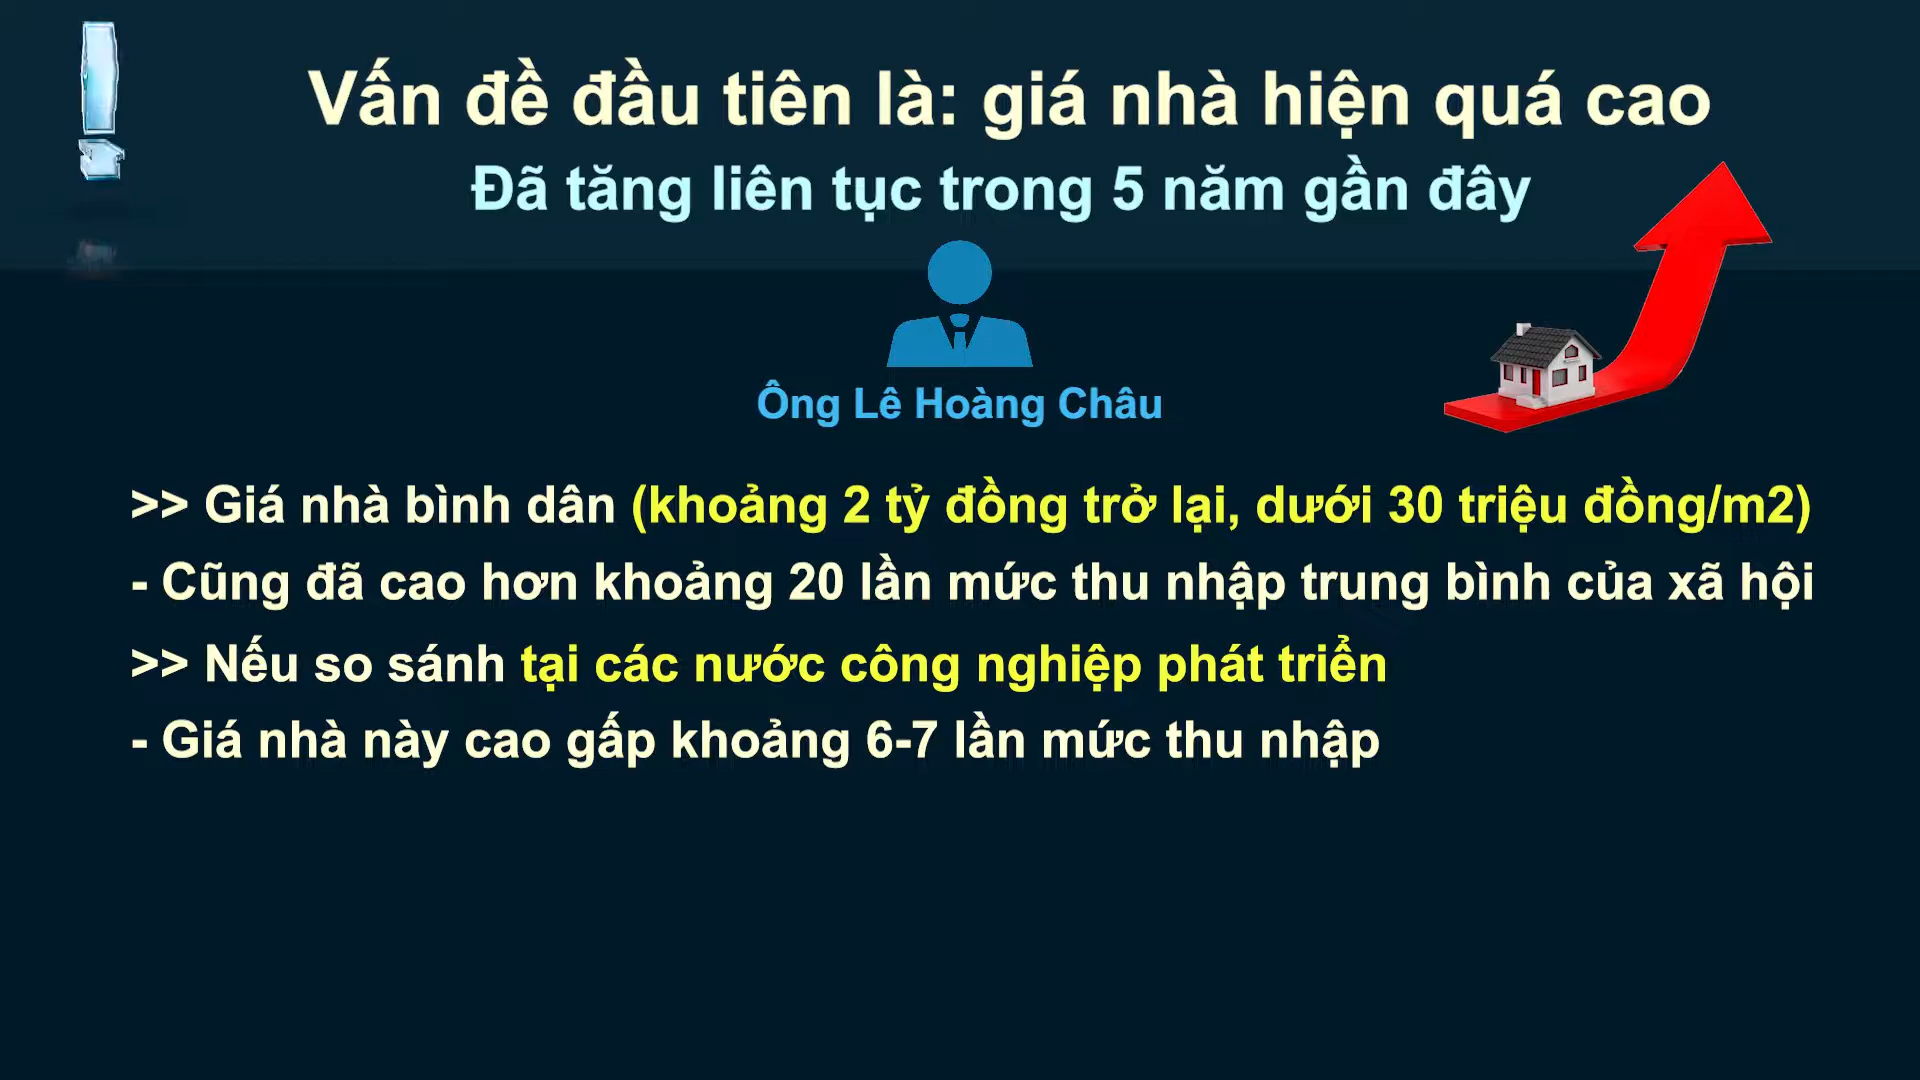 Vấn đề đầu tiên là: giá nhà hiện quá cao
Đã tăng liên tục trong 5 năm gần đây
Ông Lê Hoàng Châu
>> Giá nhà bình dân (khoảng 2 tỷ đồng trở lại, dưới 30 triệu đồng/m2)
- Cũng đã cao hơn khoảng 20 lần mức thu nhập trung bình của xã hội
>> Nếu so sánh tại các nước công nghiệp phát triển
- Giá nhà này cao gấp khoảng 6-7 lần mức thu nhập